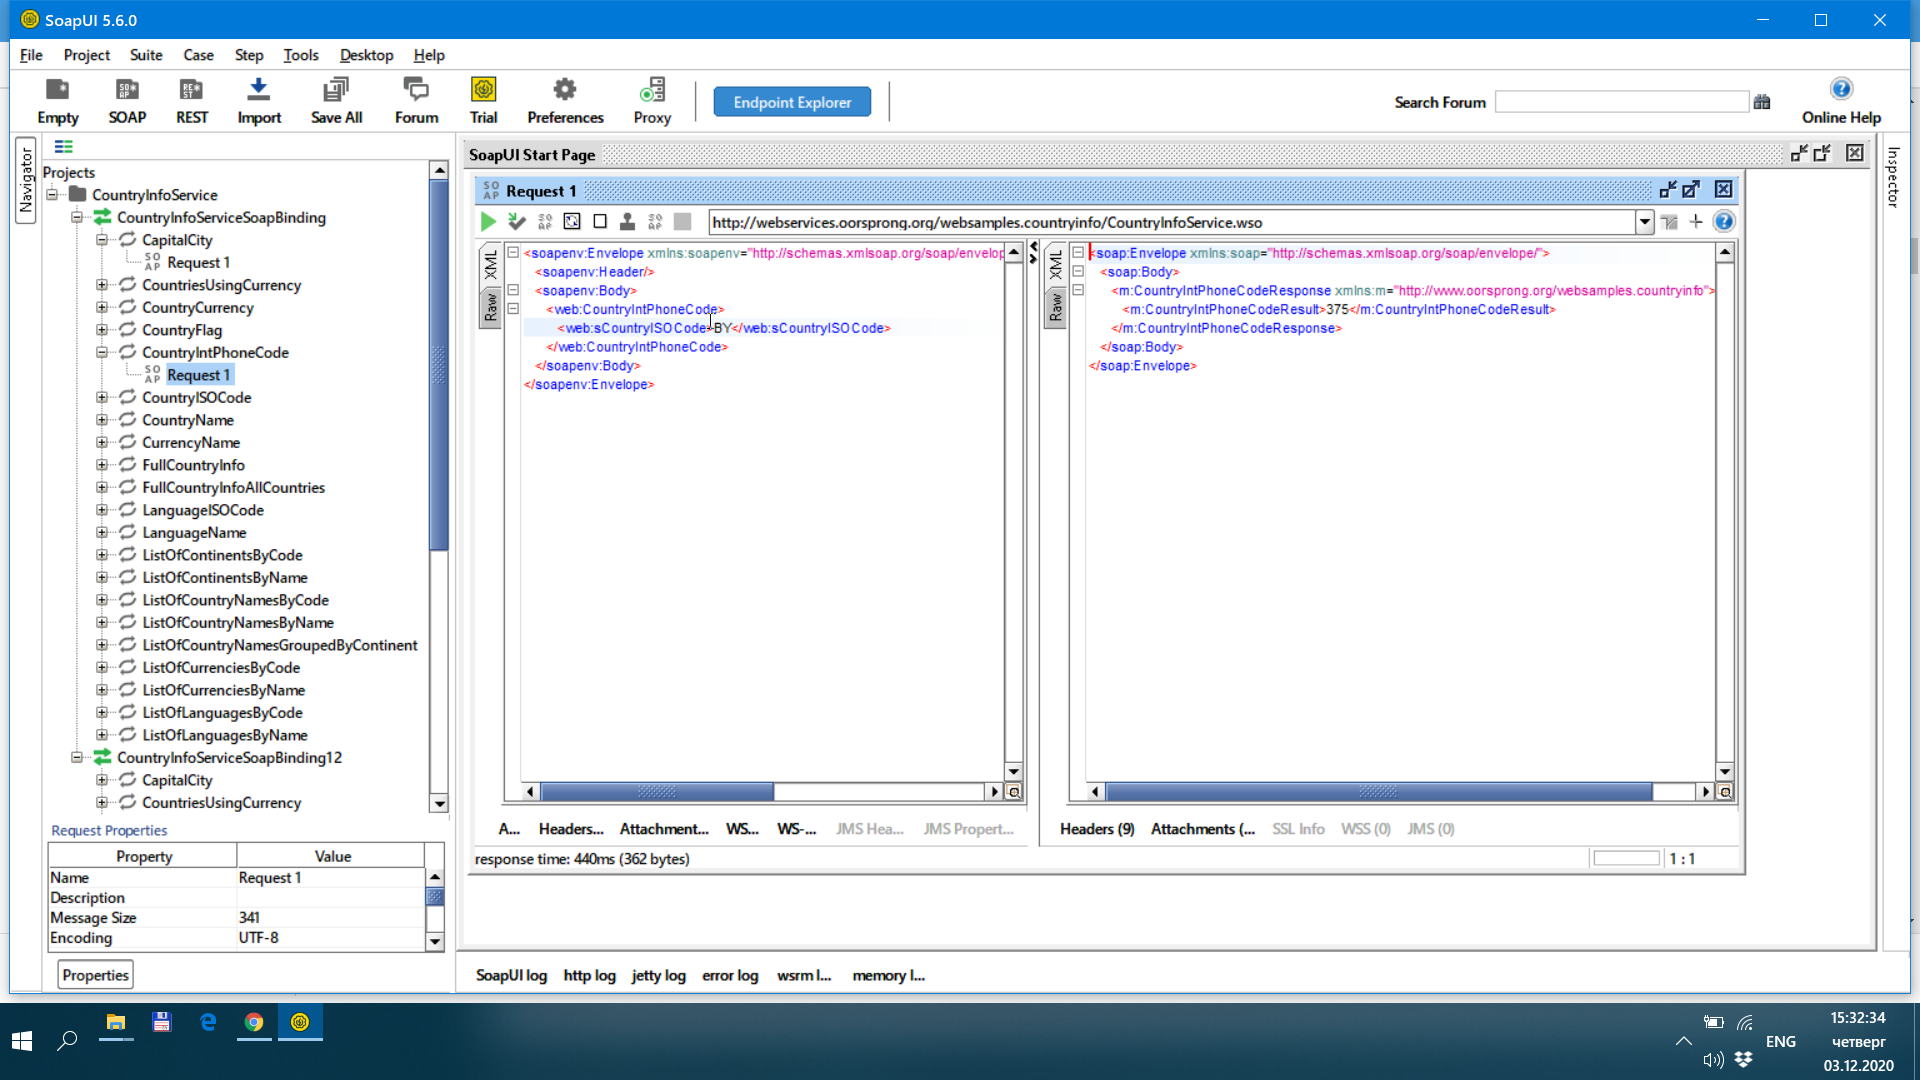 SoapUI 5.6.0
File Project Suite Case Step Tools Desktop Help
Empty SOAP REST Import Save All Forum Trial Preferences Proxy Endpoint Explorer Search Forum Online Help
Navigator
Projects
CountryInfoService
CountryInfoServiceSoapBinding
CapitalCity
SOAP Request 1
CountriesUsingCurrency
CountryCurrency
CountryFlag
CountryIntPhoneCode
SOAP Request 1
CountryISOCode
CountryName
CurrencyName
FullCountryInfo
FullCountryInfoAllCountries
LanguageISOCode
LanguageName
ListOfContinentsByCode
ListOfContinentsByName
ListOfCountryNamesByCode
ListOfCountryNamesByName
ListOfCountryNamesGroupedByContinent
ListOfCurrenciesByCode
ListOfCurrenciesByName
ListOfLanguagesByCode
ListOfLanguagesByName
CountryInfoServiceSoapBinding12
CapitalCity
CountriesUsingCurrency
Request Properties
Property Value
Name Request 1
Description
Message Size 341
Encoding UTF-8
Properties
SoapUI Start Page
SOAP Request 1
http://webservices.oorsprong.org/websamples.countryinfo/CountryInfoService.wso
XML
Raw
<soapenv:Envelope xmlns:soapenv="http://schemas.xmlsoap.org/soap/envelop
<soapenv:Header/>
<soapenv:Body>
<web:CountryIntPhoneCode>
<web:sCountryISOCode>BY</web:sCountryISOCode>
</web:CountryIntPhoneCode>
</soapenv:Body>
</soapenv:Envelope>
A... Headers... Attachment... WS... WS-... JMS Hea... JMS Propert...
XML
Raw
<soap:Envelope xmlns:soap="http://schemas.xmlsoap.org/soap/envelope/">
<soap:Body>
<m:CountryIntPhoneCodeResponse xmlns:m="http://www.oorsprong.org/websamples.countryinfo">
<m:CountryIntPhoneCodeResult>375</m:CountryIntPhoneCodeResult>
</m:CountryIntPhoneCodeResponse>
</soap:Body>
</soap:Envelope>
Headers (9) Attachments (... SSL Info WSS (0) JMS (0)
response time: 440ms (362 bytes) 1 : 1
Inspector
SoapUI log http log jetty log error log wsrm l... memory l...
ENG
15:32:34
четверг
03.12.2020